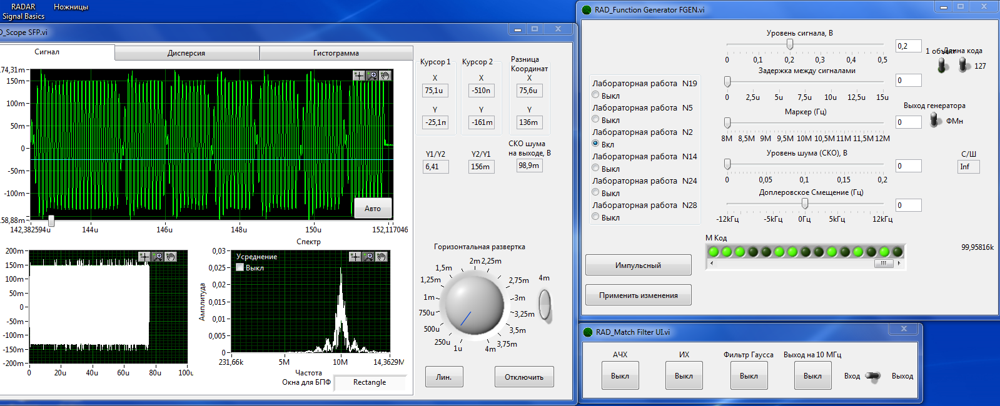 RADAR
Signal Basics
Ножницы
D_Scope SFP.vi
Сигнал
Дисперсия
Гистограмма
174,31m
150m
100m
50m
0
-50m
-100m
158,88m
142,382594u
144u
146u
148u
150u
152,117046
Авто
Спектр
200m
150m
100m
50m
0
-50m
-100m
-150m
-200m
0
20u
40u
60u
80u
100u
Усреднение
Выкл
Амплитуда
0,03
0,025
0,02
0,015
0,01
0,005
0
231,66k
5M
10M
14,3629M
Частота
Окна для БПФ
Rectangle
Курсор 1
X
75,1u
Y
-25,1m
Курсор 2
X
-510n
Y
-161m
Разница
Координат
X
75,6u
Y
136m
Y1/Y2
6,41
Y2/Y1
156m
СКО шума
на выходе, В
98,9m
Горизонтальная развертка
1u
250u
500u
750u
1m
1,25m
1,5m
2m
2,25m
2,75m
3m
3,25m
3,5m
3,75m
4m
4m
Лин.
Отключить
RAD_Function Generator FGEN.vi
Лабораторная работа N19
Выкл
Лабораторная работа N5
Выкл
Лабораторная работа N2
Вкл
Лабораторная работа N14
Выкл
Лабораторная работа N24
Выкл
Лабораторная работа N28
Выкл
Импульсный
Применить изменения
Уровень сигнала, В
0 0,1 0,2 0,3 0,4 0,5
0,2
Задержка между сигналами
0 2,5u 5u 7,5u 10u 12,5u 15u
0
Маркер (Гц)
8M 8,5M 9M 9,5M 10M 10,5M 11M 11,5M 12M
0
Уровень шума (СКО), В
0 0,05 0,1 0,15 0,2
0
Доплеровское Смещение (Гц)
-12kГц -5kГц 0Гц 5kГц 12kГц
0
1 объект
Длина кода
127
Выход генератора
ФМн
С/Ш
Inf
М Код
99,95816k
RAD_Match Filter UI.vi
АЧХ
Выкл
ИХ
Выкл
Фильтр Гаусса
Выкл
Выход на 10 МГц
Выкл
Вход
Выход